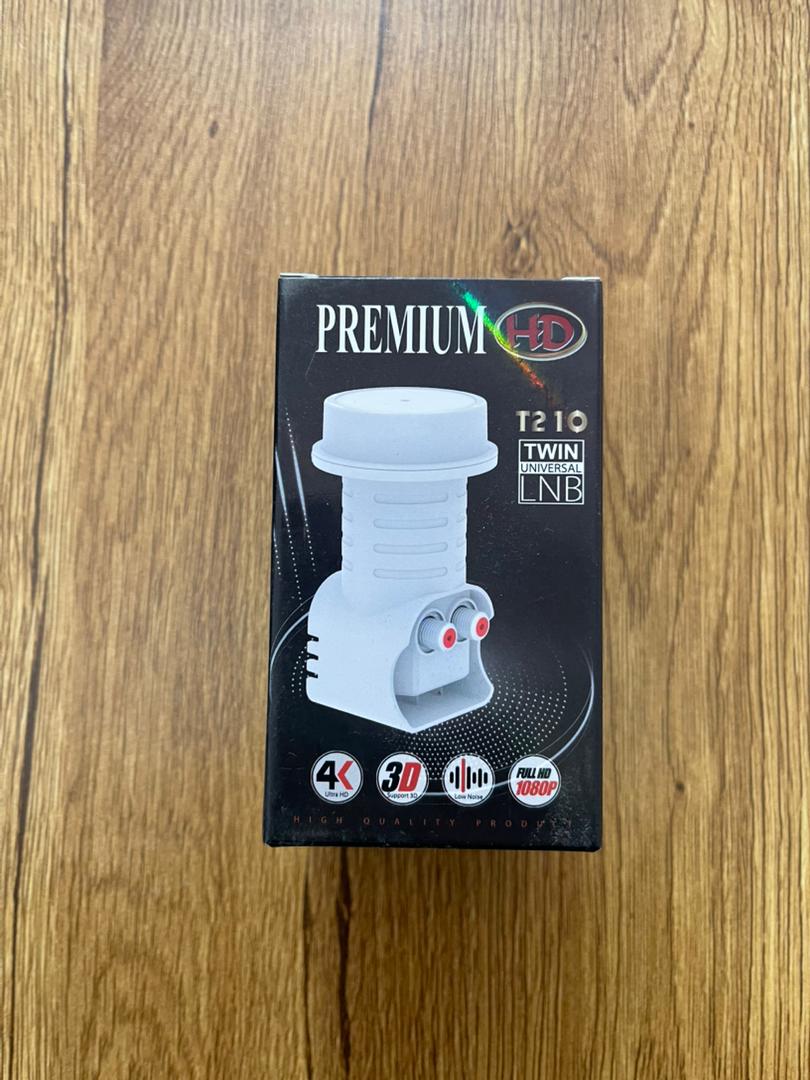 PREMIUM HD
T210
TWIN
UNIVERSAL
LNB
4K
Ultra HD
3D
Support 3D
Low Noise
FULL HD
1080P
HIGH QUALITY PRODUCT